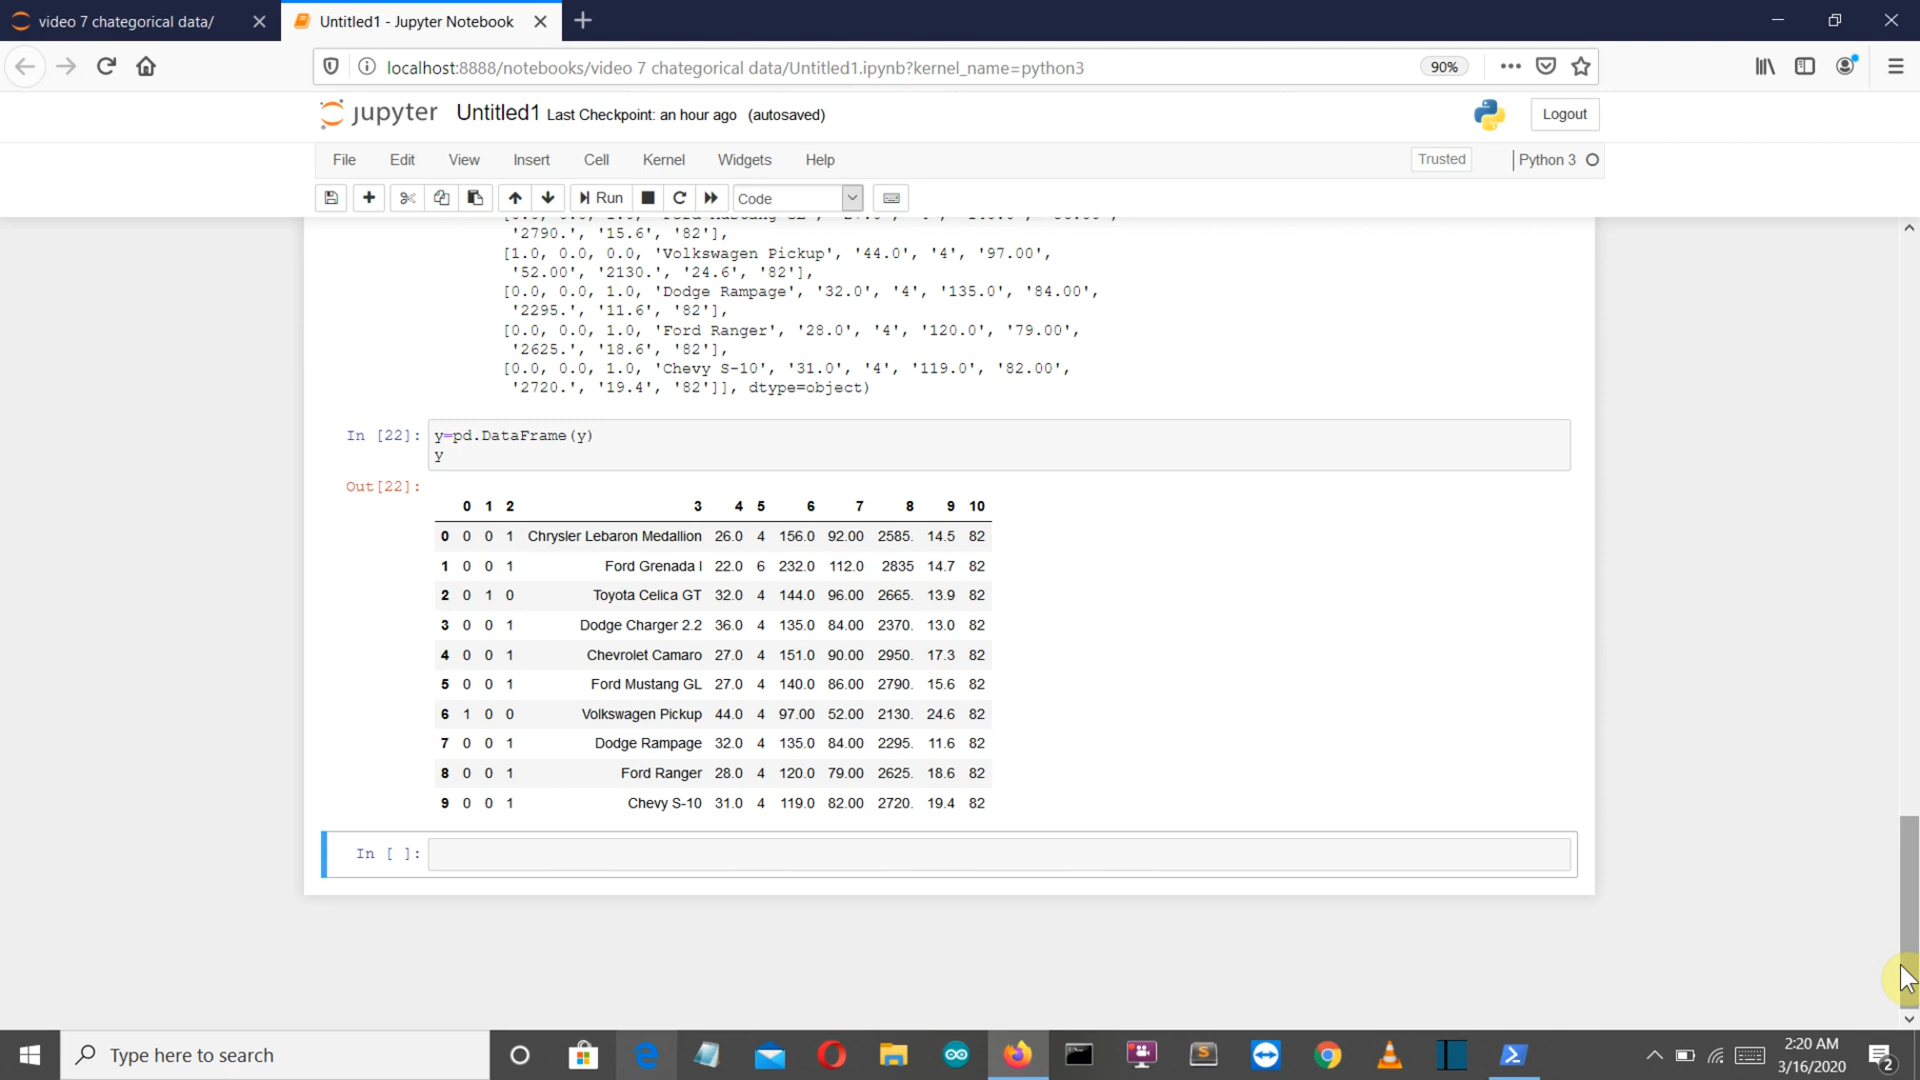 video 7 chategorical data/
Untitled1 - Jupyter Notebook
localhost:8888/notebooks/video 7 chategorical data/Untitled1.ipynb?kernel_name=python3
90%
jupyter Untitled1 Last Checkpoint: an hour ago (autosaved)
Logout
File Edit View Insert Cell Kernel Widgets Help
Trusted
Python 3
Run
Code
'2790.', '15.6', '82'],
[1.0, 0.0, 0.0, 'Volkswagen Pickup', '44.0', '4', '97.00',
'52.00', '2130.', '24.6', '82'],
[0.0, 0.0, 1.0, 'Dodge Rampage', '32.0', '4', '135.0', '84.00',
'2295.', '11.6', '82'],
[0.0, 0.0, 1.0, 'Ford Ranger', '28.0', '4', '120.0', '79.00',
'2625.', '18.6', '82'],
[0.0, 0.0, 1.0, 'Chevy S-10', '31.0', '4', '119.0', '82.00',
'2720.', '19.4', '82']], dtype=object)
In [22]: y=pd.DataFrame(y)
y
Out[22]:
0 1 2 3 4 5 6 7 8 9 10
0 0 0 1 Chrysler Lebaron Medallion 26.0 4 156.0 92.00 2585. 14.5 82
1 0 0 1 Ford Grenada l 22.0 6 232.0 112.0 2835 14.7 82
2 0 1 0 Toyota Celica GT 32.0 4 144.0 96.00 2665. 13.9 82
3 0 0 1 Dodge Charger 2.2 36.0 4 135.0 84.00 2370. 13.0 82
4 0 0 1 Chevrolet Camaro 27.0 4 151.0 90.00 2950. 17.3 82
5 0 0 1 Ford Mustang GL 27.0 4 140.0 86.00 2790. 15.6 82
6 1 0 0 Volkswagen Pickup 44.0 4 97.00 52.00 2130. 24.6 82
7 0 0 1 Dodge Rampage 32.0 4 135.0 84.00 2295. 11.6 82
8 0 0 1 Ford Ranger 28.0 4 120.0 79.00 2625. 18.6 82
9 0 0 1 Chevy S-10 31.0 4 119.0 82.00 2720. 19.4 82
In [ ]:
Type here to search
2:20 AM
3/16/2020
2